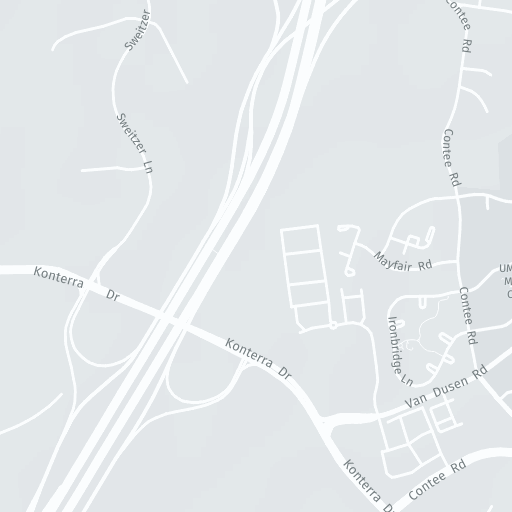 Contee Rd
Sweitzer
Sweitzer Ln
Contee Rd
Mayfair Rd
UM
M
C
Konterra Dr
Contee Rd
Ironbridge Ln
Konterra Dr
Van Dusen Rd
Contee Rd
Konterra Dr